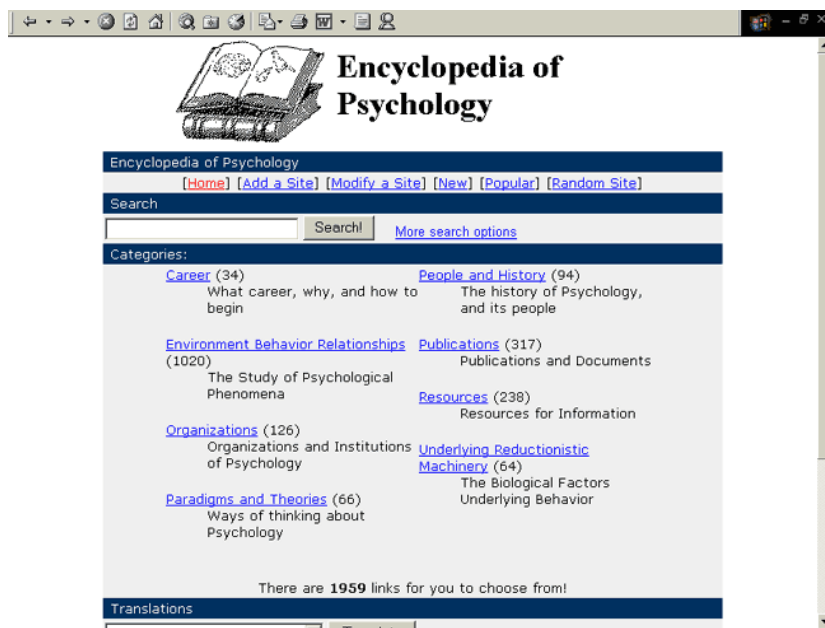 Encyclopedia of
Psychology
Encyclopedia of Psychology
[Home] [Add a Site] [Modify a Site] [New] [Popular] [Random Site]
Search
Search!
More search options
Categories:
Career (34)
What career, why, and how to
begin
Environment Behavior Relationships
(1020)
The Study of Psychological
Phenomena
Organizations (126)
Organizations and Institutions
of Psychology
Paradigms and Theories (66)
Ways of thinking about
Psychology
People and History (94)
The history of Psychology,
and its people
Publications (317)
Publications and Documents
Resources (238)
Resources for Information
Underlying Reductionistic
Machinery (64)
The Biological Factors
Underlying Behavior
There are 1959 links for you to choose from!
Translations